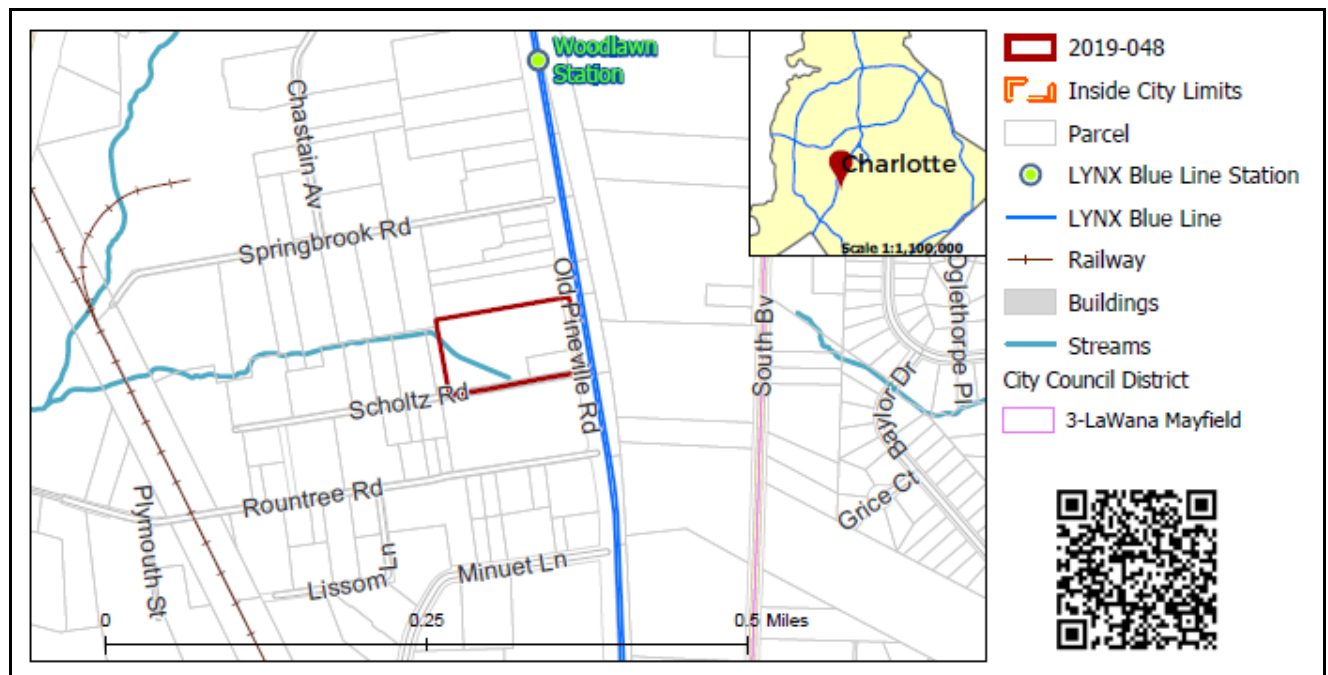 Woodlawn
Station
Chastain Av
Springbrook Rd
Old Pineville Rd
Scholtz Rd
Rountree Rd
Plymouth St
Lissom
Ln
Minuet Ln
South Bv
Baylor Dr
Grice Ct
Oglethorpe Pl
0
0.25
0.5 Miles
Charlotte
Scale 1:1,100,000
2019-048
Inside City Limits
Parcel
LYNX Blue Line Station
LYNX Blue Line
Railway
Buildings
Streams
City Council District
3-LaWana Mayfield